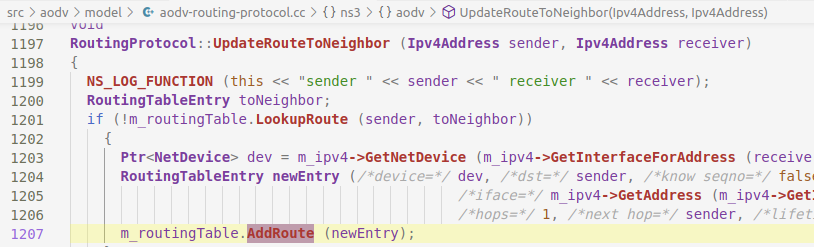 src > aodv > model > aodv-routing-protocol.cc > {} ns3 > {} aodv > UpdateRouteToNeighbor(Ipv4Address, Ipv4Address)
1196 void
1197 RoutingProtocol::UpdateRouteToNeighbor (Ipv4Address sender, Ipv4Address receiver)
1198 {
1199 NS_LOG_FUNCTION (this << "sender " << sender << " receiver " << receiver);
1200 RoutingTableEntry toNeighbor;
1201 if (!m_routingTable.LookupRoute (sender, toNeighbor))
1202 {
1203 Ptr<NetDevice> dev = m_ipv4->GetNetDevice (m_ipv4->GetInterfaceForAddress (receive
1204 RoutingTableEntry newEntry (/*device=*/ dev, /*dst=*/ sender, /*know seqno=*/ false
1205 /*iface=*/ m_ipv4->GetAddress (m_ipv4->GetI
1206 /*hops=*/ 1, /*next hop=*/ sender, /*lifet
1207 m_routingTable.AddRoute (newEntry);